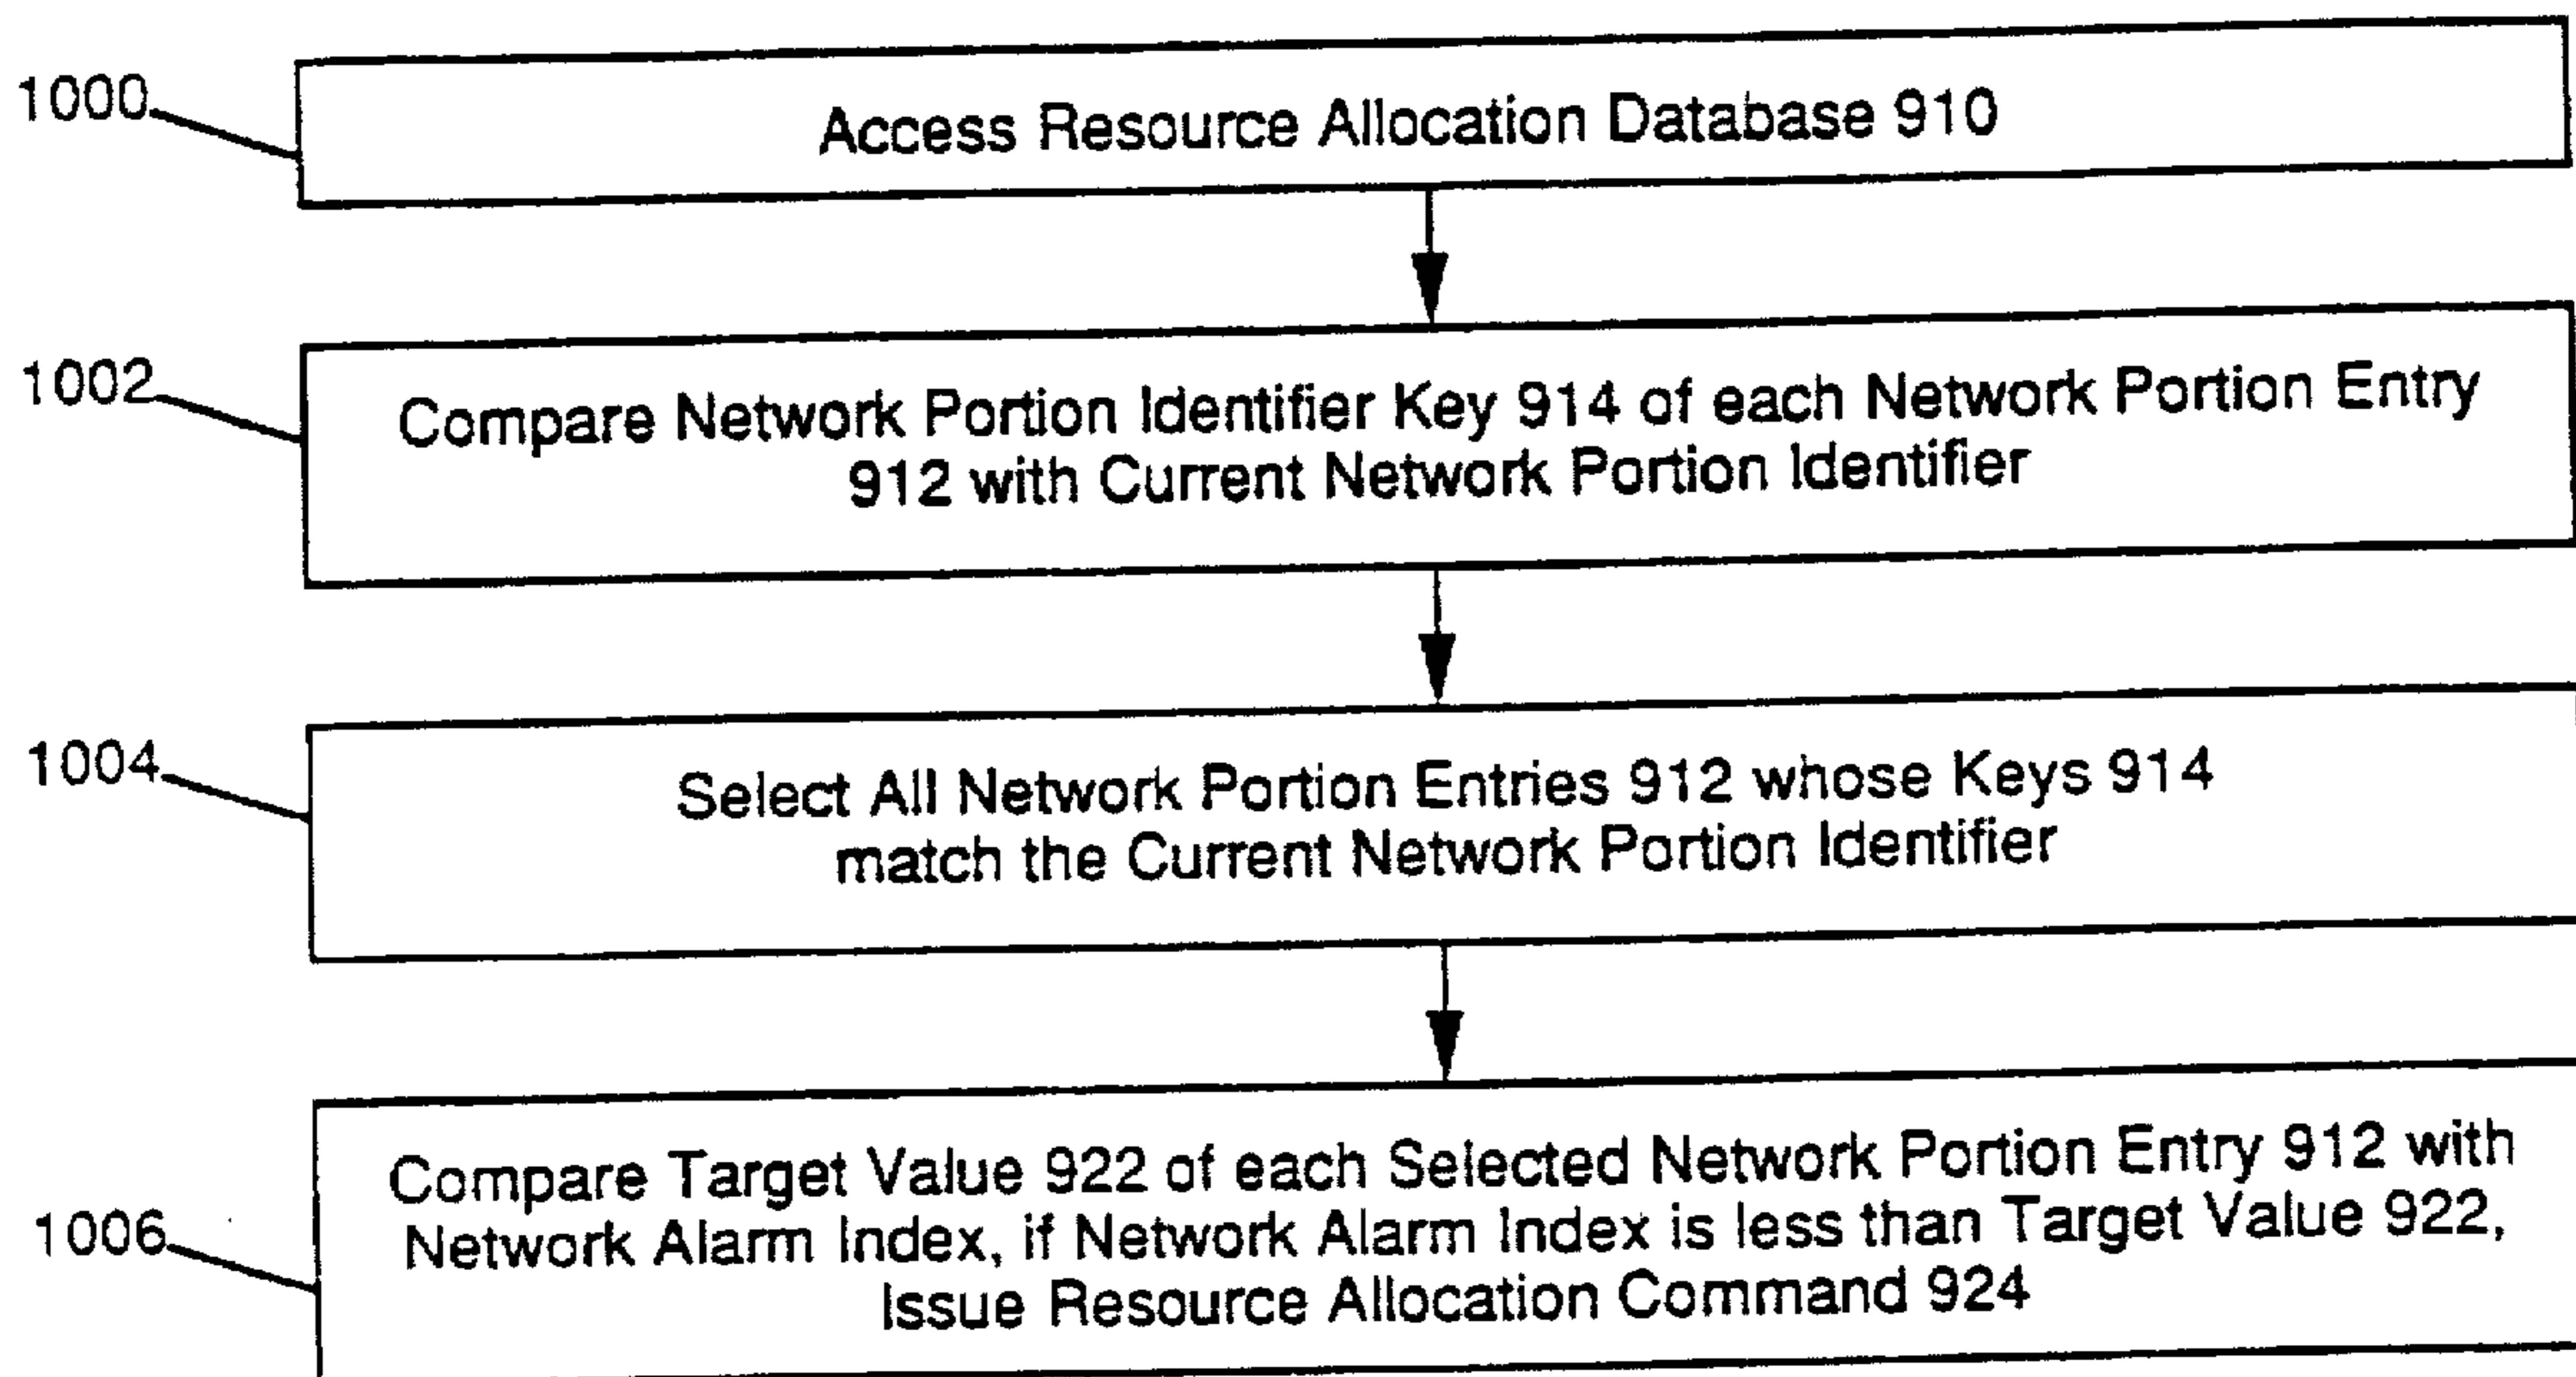 1000
Access Resource Allocation Database 910
1002
Compare Network Portion Identifier Key 914 of each Network Portion Entry
912 with Current Network Portion Identifier
1004
Select All Network Portion Entries 912 whose Keys 914
match the Current Network Portion Identifier
1006
Compare Target Value 922 of each Selected Network Portion Entry 912 with
Network Alarm Index, if Network Alarm Index is less than Target Value 922,
Issue Resource Allocation Command 924